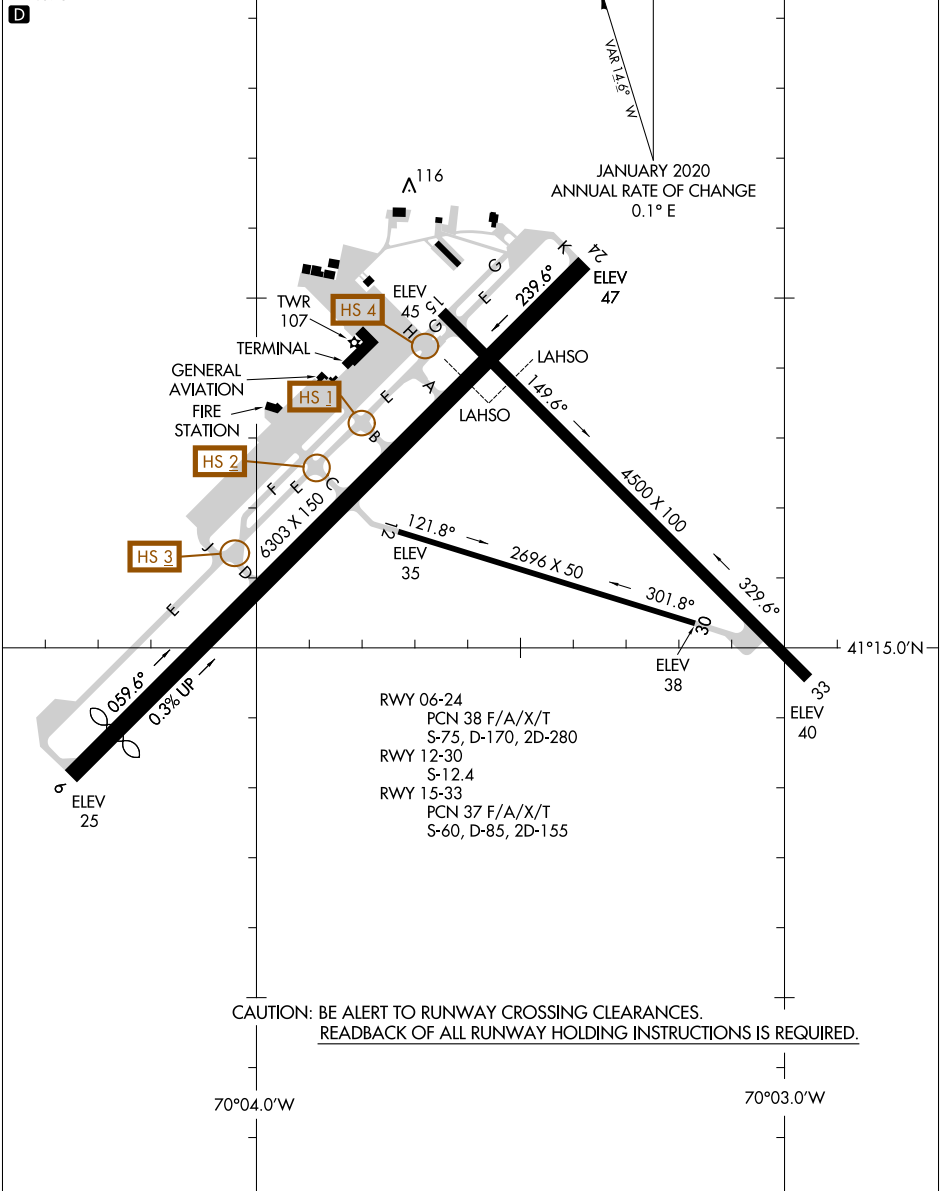 D
VAR 14.6° W
JANUARY 2020
ANNUAL RATE OF CHANGE
0.1° E
116
K
24
G
239.6°
ELEV
47
E
ELEV
45
15
TWR
107
HS 4
H
G
TERMINAL
LAHSO
GENERAL
AVIATION
A
149.6°
HS 1
E
LAHSO
FIRE
STATION
B
HS 2
F
E
C
4500 X 100
6303 X 150
12
121.8°
2696 X 50
ELEV
35
HS 3
J
D
329.6°
301.8°
30
E
41°15.0'N
ELEV
38
33
ELEV
40
059.6°
0.3% UP
6
ELEV
25
RWY 06-24
PCN 38 F/A/X/T
S-75, D-170, 2D-280
RWY 12-30
S-12.4
RWY 15-33
PCN 37 F/A/X/T
S-60, D-85, 2D-155
CAUTION: BE ALERT TO RUNWAY CROSSING CLEARANCES.
READBACK OF ALL RUNWAY HOLDING INSTRUCTIONS IS REQUIRED.
70°04.0'W
70°03.0'W